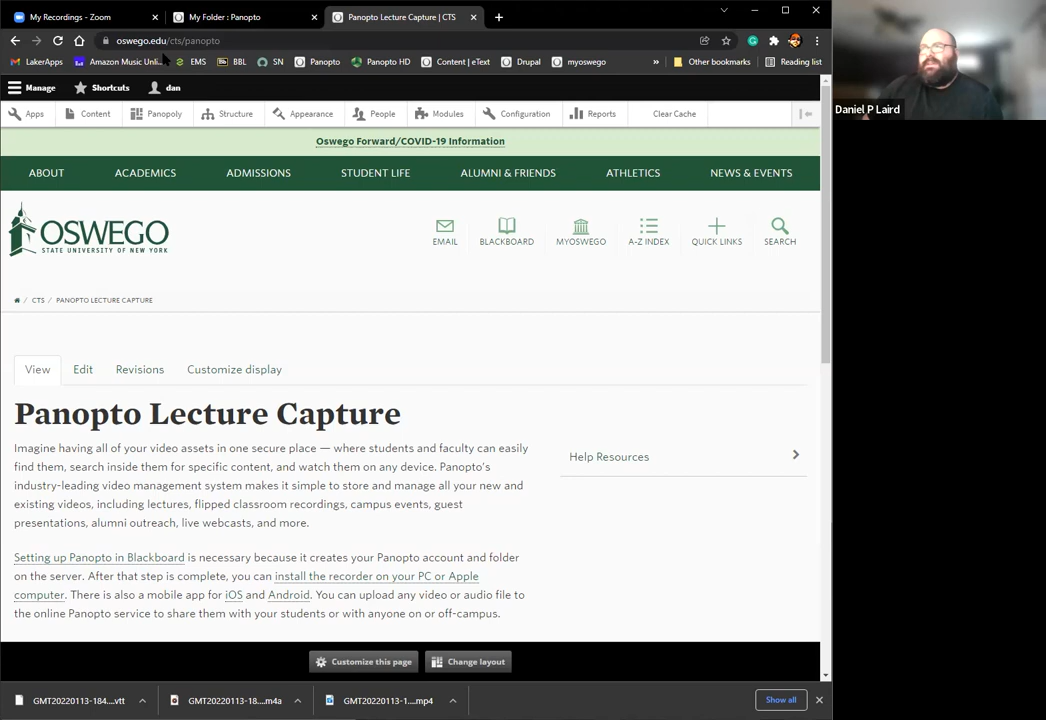 My Recordings - Zoom
My Folder : Panopto
Panopto Lecture Capture | CTS
oswego.edu/cts/panopto
LakerApps
Amazon Music Unli...
EMS
BBL
SN
Panopto
Panopto HD
Content | eText
Drupal
myoswego
»
Other bookmarks
Reading list
Manage
Shortcuts
dan
Daniel P Laird
Apps
Content
Panopoly
Structure
Appearance
People
Modules
Configuration
Reports
Clear Cache
Oswego Forward/COVID-19 Information
ABOUT
ACADEMICS
ADMISSIONS
STUDENT LIFE
ALUMNI & FRIENDS
ATHLETICS
NEWS & EVENTS
OSWEGO
STATE UNIVERSITY OF NEW YORK
EMAIL
BLACKBOARD
MYOSWEGO
A-Z INDEX
QUICK LINKS
SEARCH
/ CTS / PANOPTO LECTURE CAPTURE
View
Edit
Revisions
Customize display
Panopto Lecture Capture
Imagine having all of your video assets in one secure place — where students and faculty can easily
find them, search inside them for specific content, and watch them on any device. Panopto's
industry-leading video management system makes it simple to store and manage all your new and
existing videos, including lectures, flipped classroom recordings, campus events, guest
presentations, alumni outreach, live webcasts, and more.
Help Resources
Setting up Panopto in Blackboard is necessary because it creates your Panopto account and folder
on the server. After that step is complete, you can install the recorder on your PC or Apple
computer. There is also a mobile app for iOS and Android. You can upload any video or audio file to
the online Panopto service to share them with your students or with anyone on or off-campus.
Customize this page
Change layout
GMT20220113-184....vtt
GMT20220113-18....m4a
GMT20220113-1....mp4
Show all